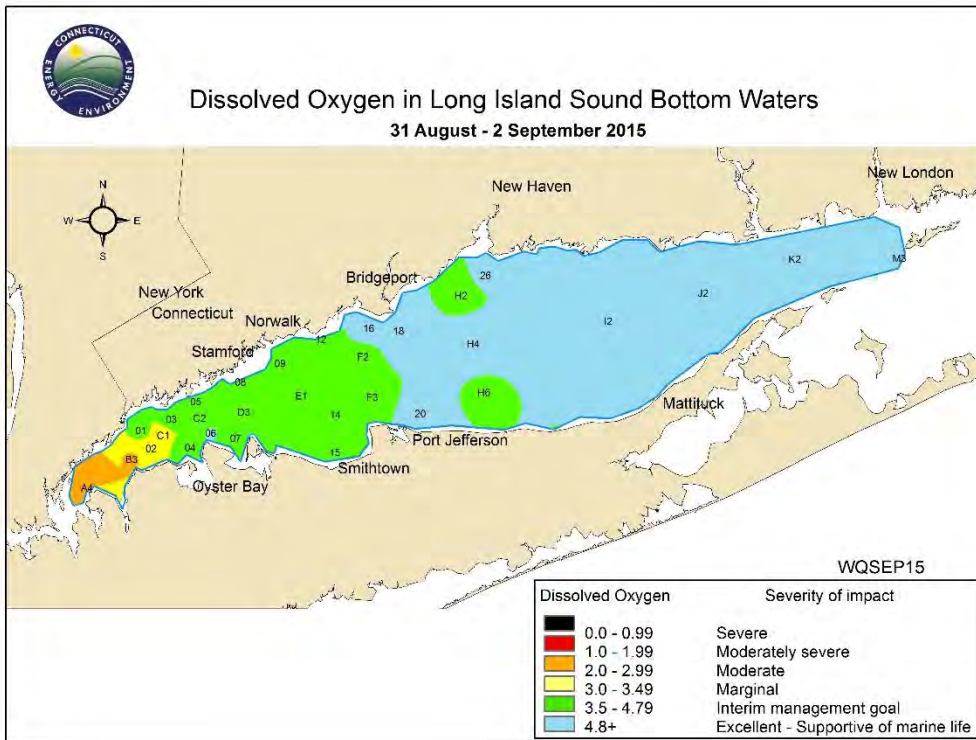 CONNECTICUT
ENERGY
ENVIRONMENT
Dissolved Oxygen in Long Island Sound Bottom Waters
31 August - 2 September 2015
N
W E
S
New London
New Haven
K2
M3
26
Bridgeport
H2
J2
New York
Connecticut
Norwalk
16
18
I2
12
H4
Stamford
F2
09
08
H6
05
E1
F3
Mattituck
03
C2
D3
14
20
01
C1
06
Port Jefferson
02
04
07
B3
15
Smithtown
A4
Oyster Bay
WQSEP15
Dissolved Oxygen Severity of impact
0.0 - 0.99 Severe
1.0 - 1.99 Moderately severe
2.0 - 2.99 Moderate
3.0 - 3.49 Marginal
3.5 - 4.79 Interim management goal
4.8+ Excellent - Supportive of marine life